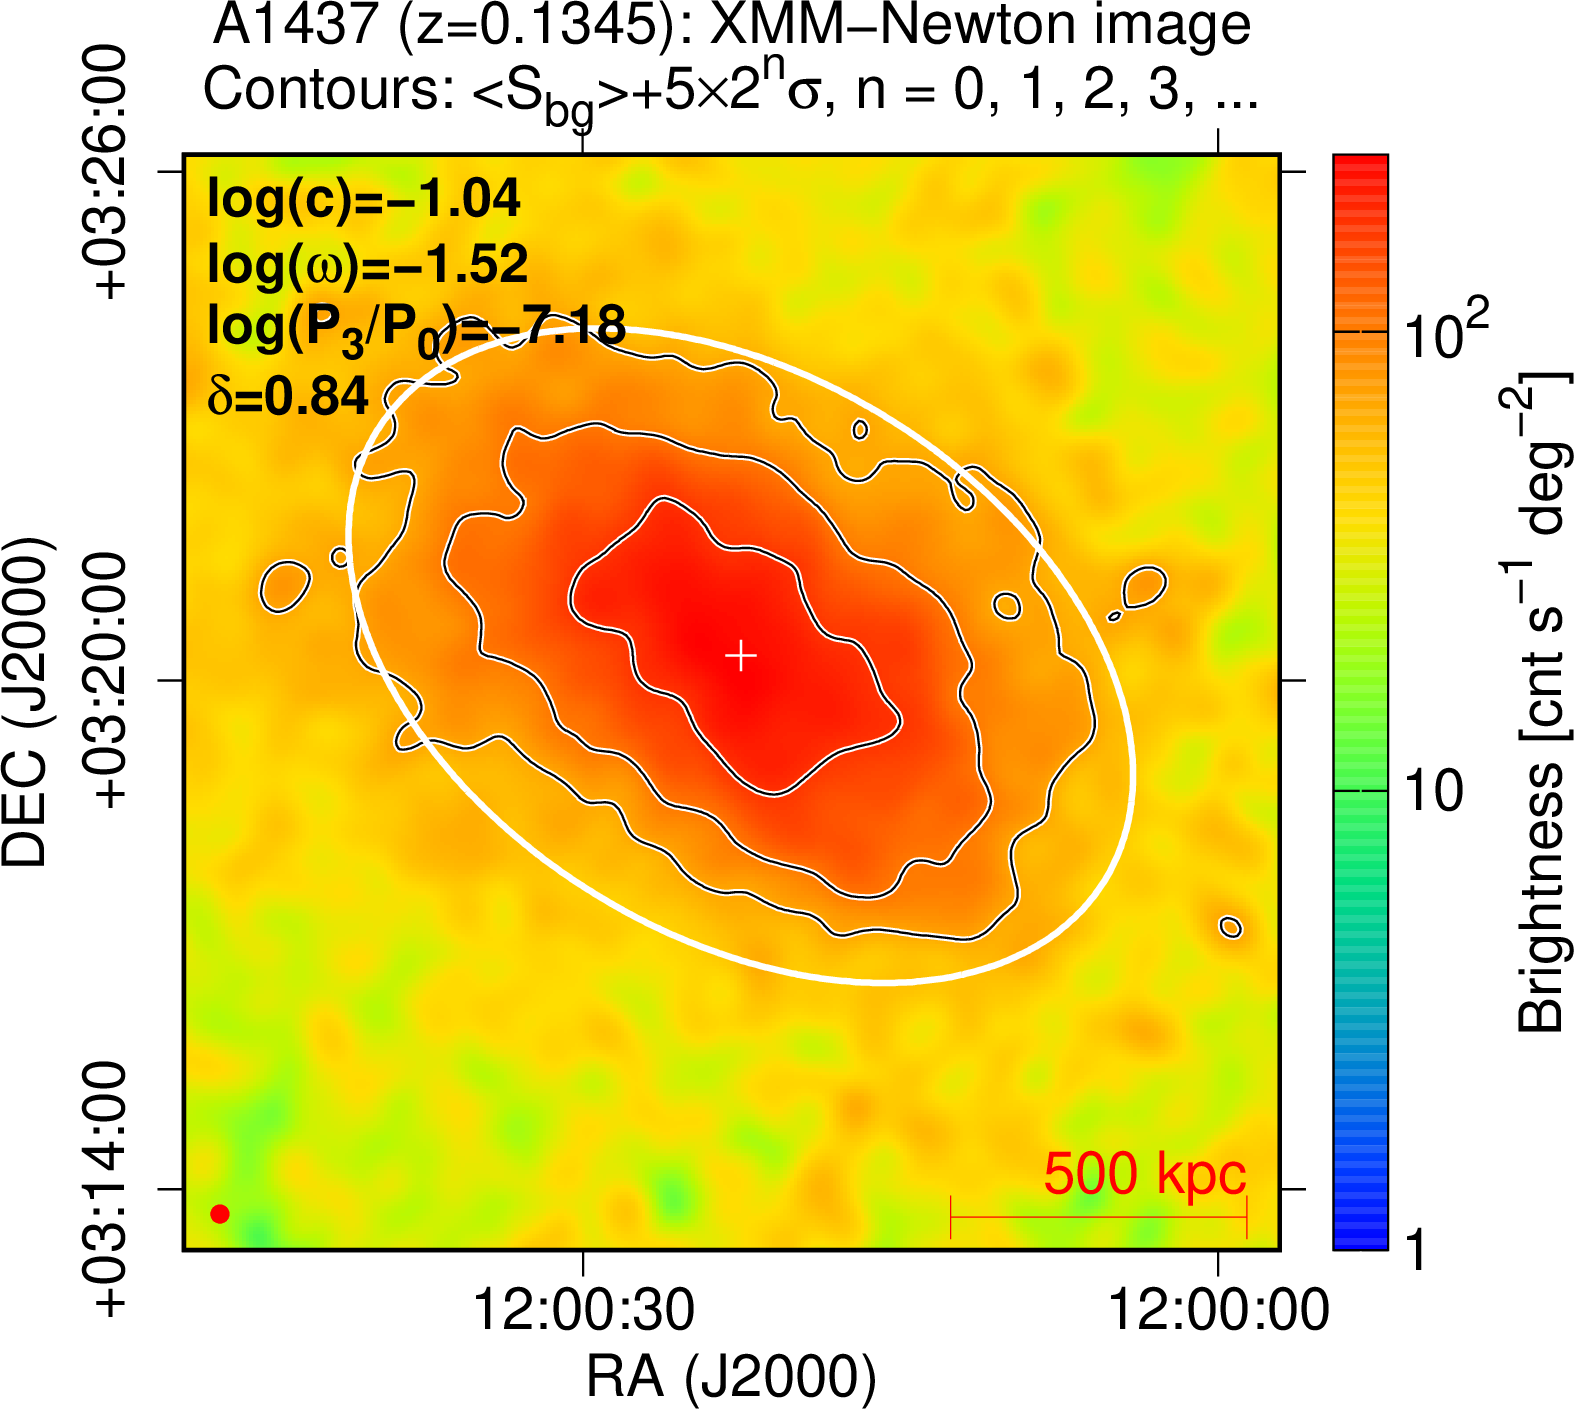 A1437 (z=0.1345): XMM−Newton image
Contours: <S_bg>+5×2^nσ, n = 0, 1, 2, 3, ...
log(c)=−1.04
log(ω)=−1.52
log(P_3/P_0)=−7.18
δ=0.84
+03:26:00
+03:20:00
+03:14:00
DEC (J2000)
500 kpc
12:00:30
12:00:00
RA (J2000)
10^2
10
1
Brightness [cnt s^−1 deg^−2]